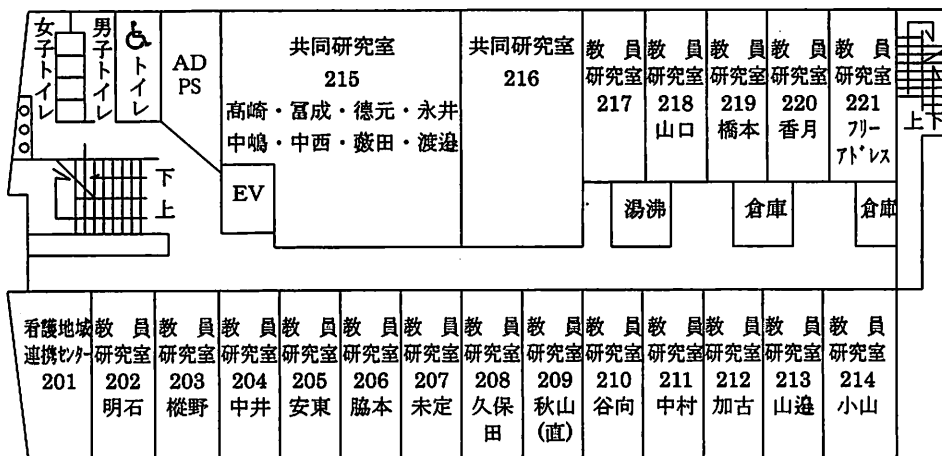 女子トイレ
男子トイレ
トイレ
AD
PS
共同研究室
215
髙崎・冨成・德元・永井
中嶋・中西・薮田・渡邉
共同研究室
216
教員
研究室
217
教員
研究室
218
山口
教員
研究室
219
橋本
教員
研究室
220
香月
教員
研究室
221
フリー
アドレス
上下
下
上
EV
湯沸
倉庫
倉庫
看護地域
連携センター
201
教員
研究室
202
明石
教員
研究室
203
樅野
教員
研究室
204
中井
教員
研究室
205
安東
教員
研究室
206
脇本
教員
研究室
207
未定
教員
研究室
208
久保
田
教員
研究室
209
秋山
(直)
教員
研究室
210
谷向
教員
研究室
211
中村
教員
研究室
212
加古
教員
研究室
213
山邉
教員
研究室
214
小山